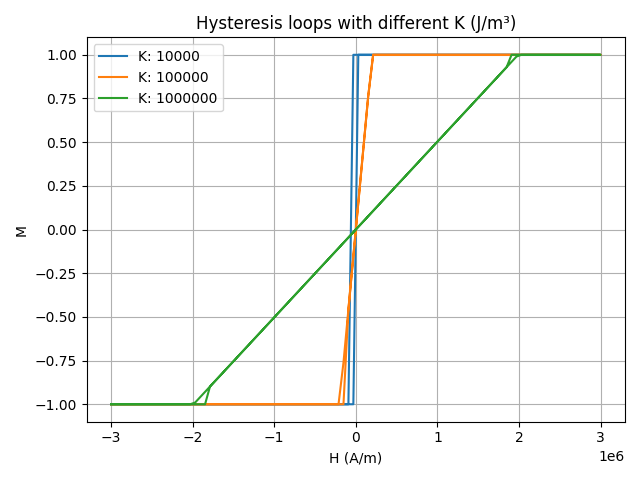 Hysteresis loops with different K (J/m³)
K: 10000
K: 100000
K: 1000000
1.00
0.75
0.50
0.25
0.00
−0.25
−0.50
−0.75
−1.00
M
−3
−2
−1
0
1
2
3
1e6
H (A/m)